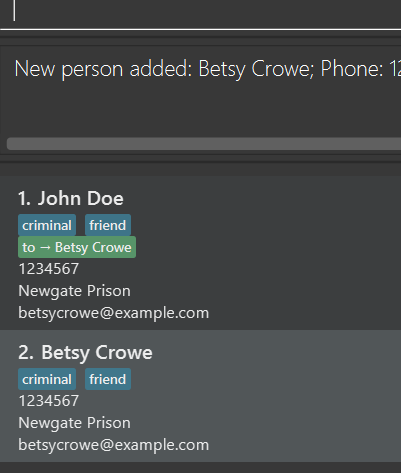 New person added: Betsy Crowe; Phone: 12
1. John Doe
criminal friend
to → Betsy Crowe
1234567
Newgate Prison
betsycrowe@example.com
2. Betsy Crowe
criminal friend
1234567
Newgate Prison
betsycrowe@example.com